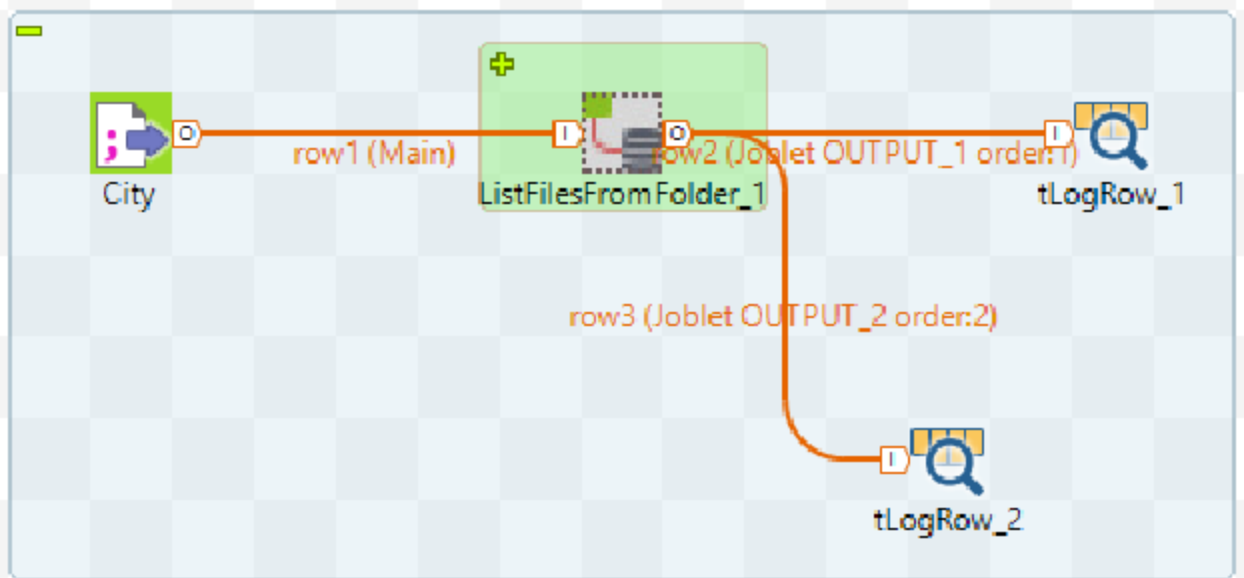 O
I
O
I
row1 (Main)
row2 (Joblet OUTPUT_1 order:1)
City
ListFilesFromFolder_1
tLogRow_1
row3 (Joblet OUTPUT_2 order:2)
I
tLogRow_2